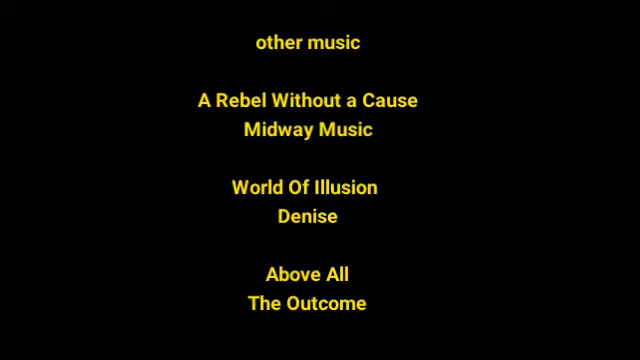 other music
A Rebel Without a Cause
Midway Music
World Of Illusion
Denise
Above All
The Outcome